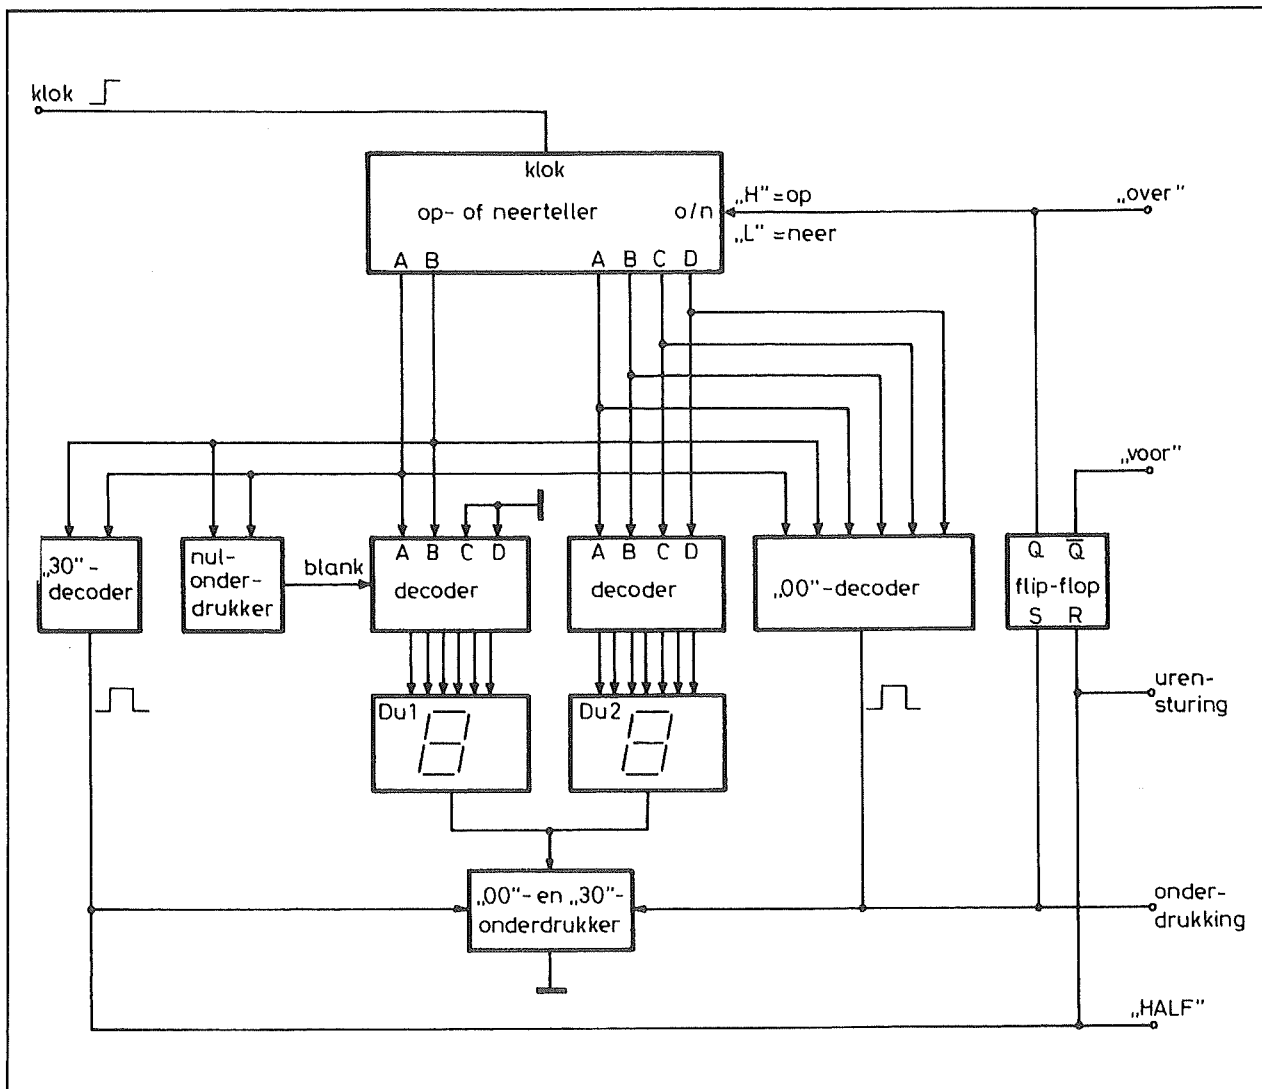 klok
klok
op- of neerteller
o/n
„H" =op
„L" =neer
„over"
A B
A B C D
„voor"
„30"-
decoder
nul-
onder-
drukker
blank
A B C D
decoder
A B C D
decoder
„00"-decoder
Q Q̅
flip-flop
S R
uren-
sturing
Du1
Du2
„00"-en „30"-
onderdrukker
onder-
drukking
„HALF"